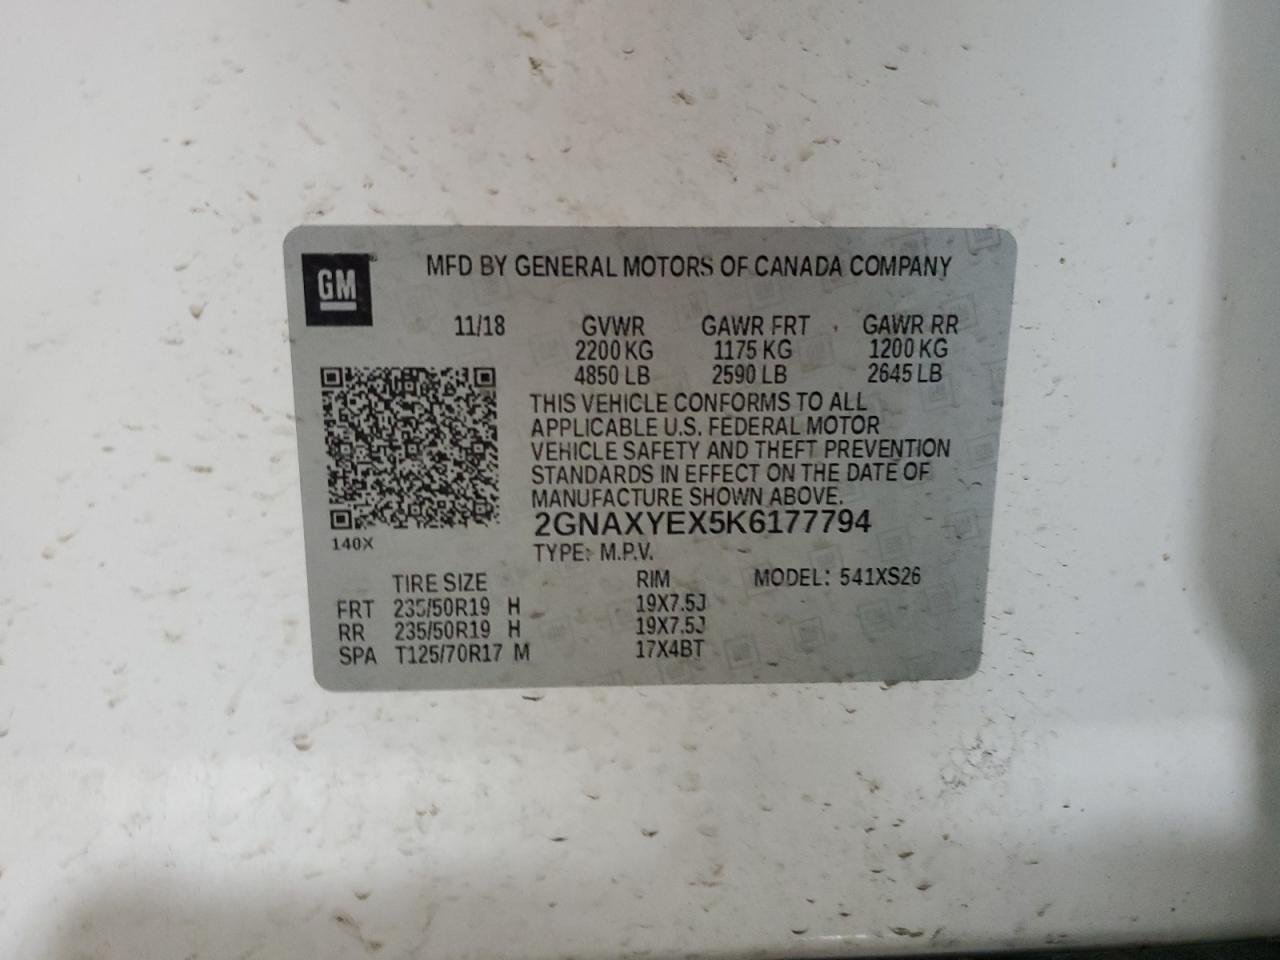 GM
MFD BY GENERAL MOTORS OF CANADA COMPANY
11/18 GVWR GAWR FRT GAWR RR
2200 KG 1175 KG 1200 KG
4850 LB 2590 LB 2645 LB
THIS VEHICLE CONFORMS TO ALL
APPLICABLE U.S. FEDERAL MOTOR
VEHICLE SAFETY AND THEFT PREVENTION
STANDARDS IN EFFECT ON THE DATE OF
MANUFACTURE SHOWN ABOVE.
2GNAXYEX5K6177794
140X
TYPE: M.P.V.
TIRE SIZE RIM MODEL: 541XS26
FRT 235/50R19 H 19X7.5J
RR 235/50R19 H 19X7.5J
SPA T125/70R17 M 17X4BT